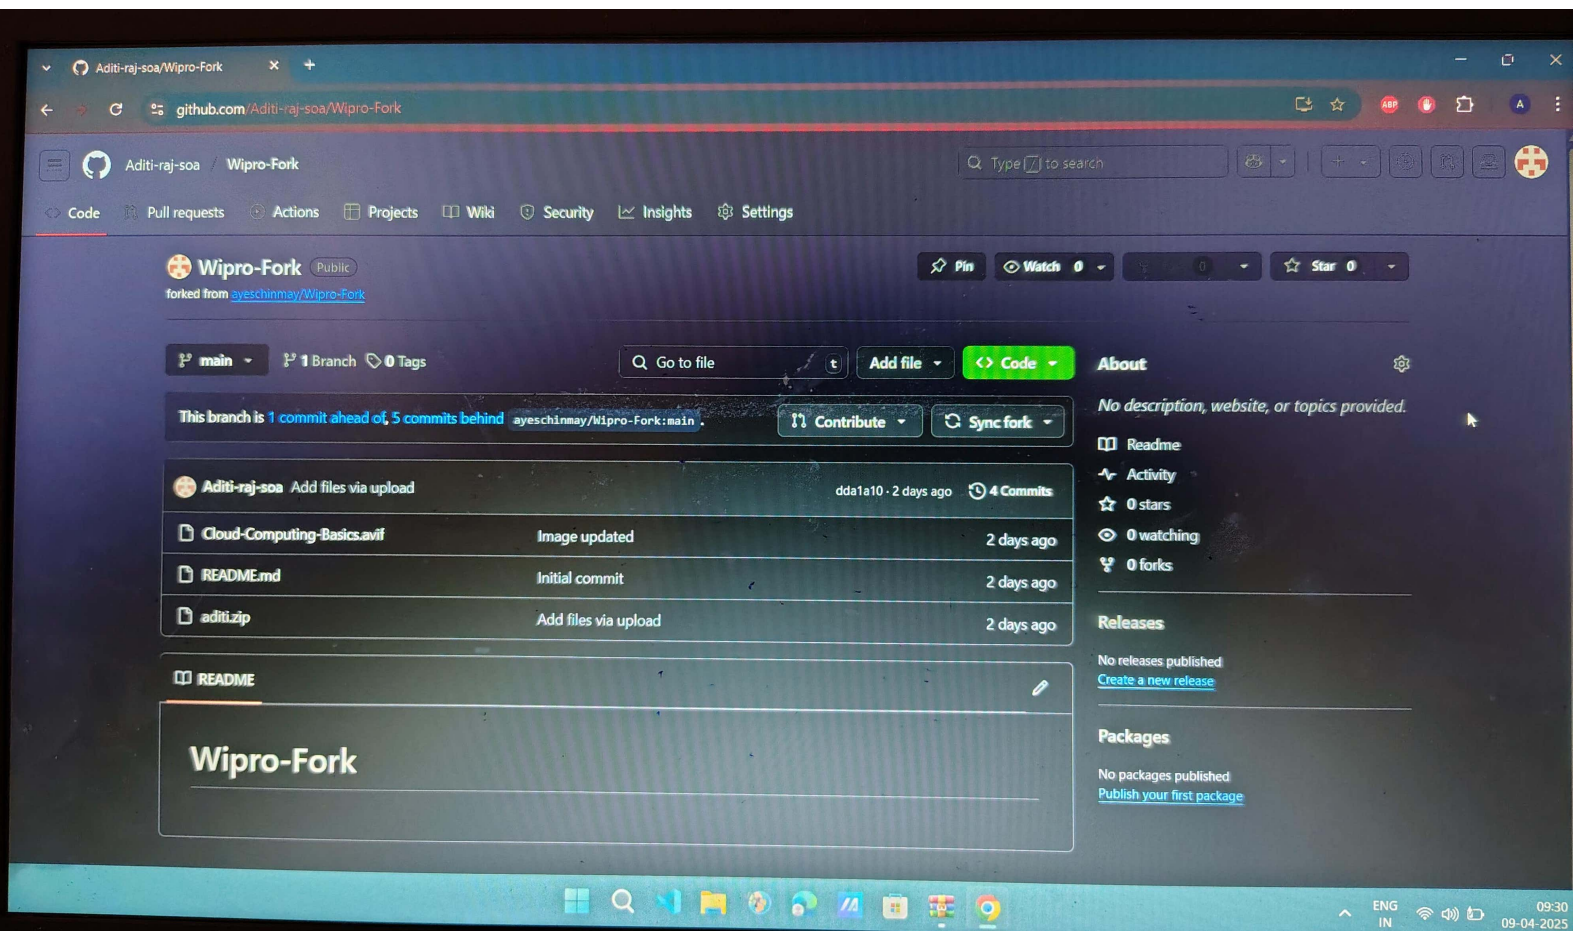 Aditi-raj-soa/Wipro-Fork
github.com/Aditi-raj-soa/Wipro-Fork
ABP
A
Aditi-raj-soa / Wipro-Fork
Type / to search
Code Pull requests Actions Projects Wiki Security Insights Settings
Wipro-Fork Public
Pin Watch 0 0 Star 0
forked from ayeschinmay/Wipro-Fork
main 1 Branch 0 Tags
Go to file t Add file Code
About
No description, website, or topics provided.
This branch is 1 commit ahead of, 5 commits behind ayeschinmay/Wipro-Fork:main .
Contribute Sync fork
Readme
Activity
0 stars
0 watching
0 forks
Aditi-raj-soa Add files via upload dda1a10 · 2 days ago 4 Commits
Cloud-Computing-Basics.avif Image updated 2 days ago
README.md Initial commit 2 days ago
aditi.zip Add files via upload 2 days ago
Releases
No releases published
Create a new release
README
Wipro-Fork
Packages
No packages published
Publish your first package
ENG
IN
09:30
09-04-2025